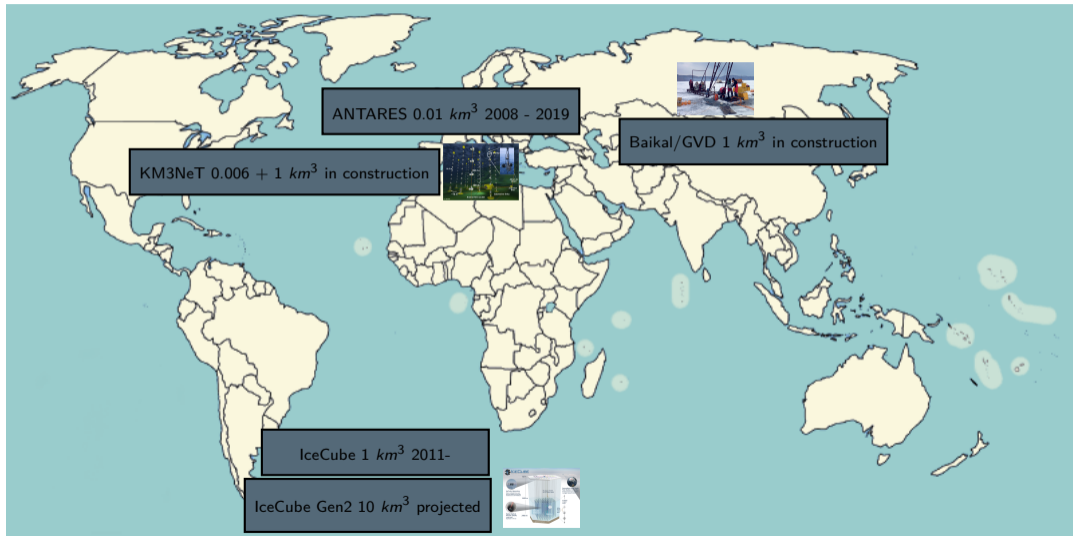 ANTARES 0.01 km³ 2008 - 2019
Baikal/GVD 1 km³ in construction
KM3NeT 0.006 + 1 km³ in construction
IceCube 1 km³ 2011-
IceCube Gen2 10 km³ projected